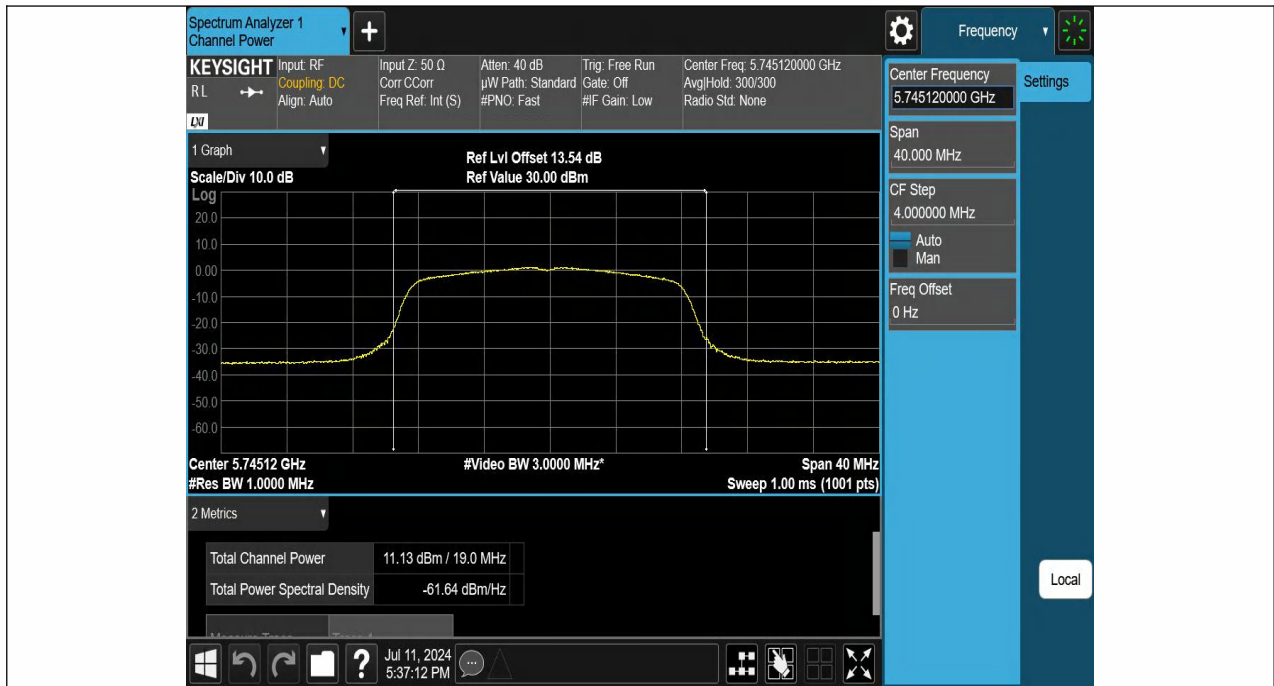 Spectrum Analyzer 1
Channel Power
Frequency
KEYSIGHT
RL
LXI
Input: RF
Coupling: DC
Align: Auto
Input Z: 50 Ω
Corr CCorr
Freq Ref: Int (S)
Atten: 40 dB
µW Path: Standard
#PNO: Fast
Trig: Free Run
Gate: Off
#IF Gain: Low
Center Freq: 5.745120000 GHz
Avg|Hold: 300/300
Radio Std: None
Center Frequency
5.745120000 GHz
Settings
Span
40.000 MHz
CF Step
4.000000 MHz
Auto
Man
Freq Offset
0 Hz
Local
1 Graph
Scale/Div 10.0 dB
Ref Lvl Offset 13.54 dB
Ref Value 30.00 dBm
Log
20.0
10.0
0.00
-10.0
-20.0
-30.0
-40.0
-50.0
-60.0
Center 5.74512 GHz
#Video BW 3.0000 MHz*
Span 40 MHz
#Res BW 1.0000 MHz
Sweep 1.00 ms (1001 pts)
2 Metrics
Total Channel Power 11.13 dBm / 19.0 MHz
Total Power Spectral Density -61.64 dBm/Hz
?
Jul 11, 2024
5:37:12 PM